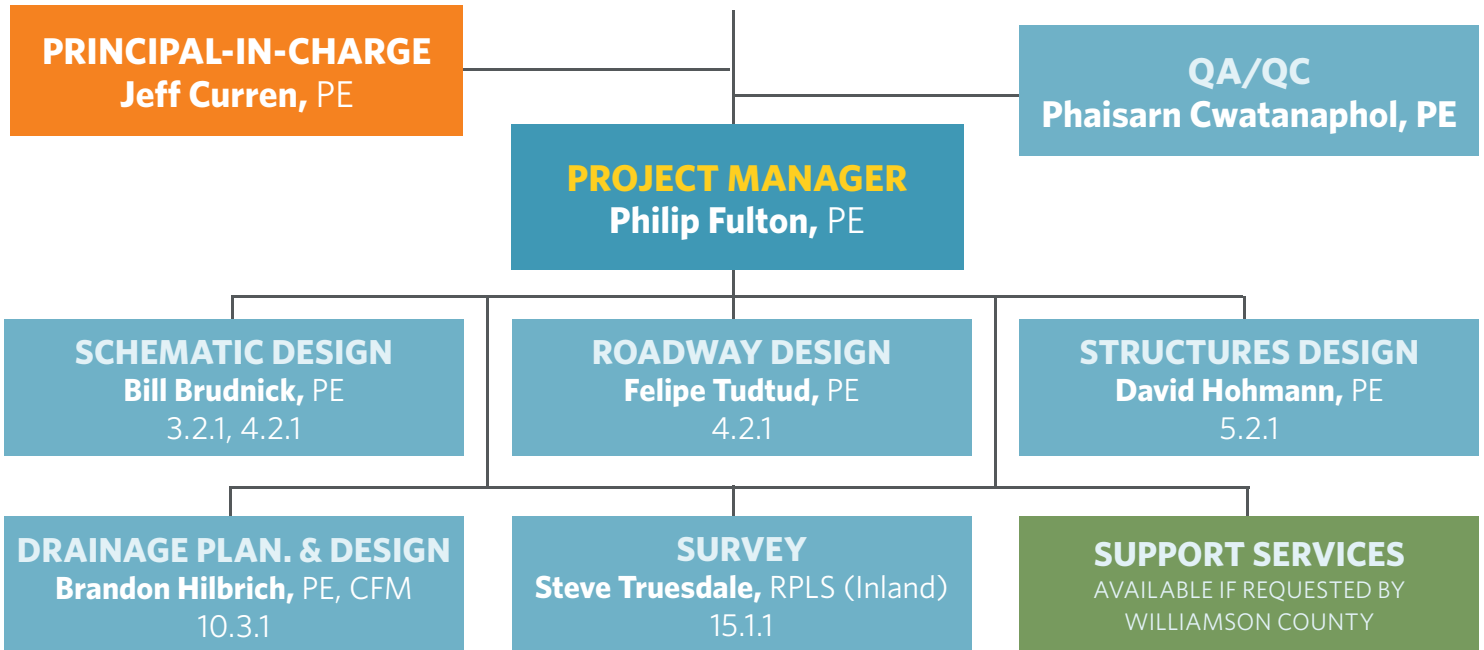 PRINCIPAL-IN-CHARGE
Jeff Curren, PE
QA/QC
Phaisarn Cwatanaphol, PE
PROJECT MANAGER
Philip Fulton, PE
SCHEMATIC DESIGN
Bill Brudnick, PE
3.2.1, 4.2.1
ROADWAY DESIGN
Felipe Tudtud, PE
4.2.1
STRUCTURES DESIGN
David Hohmann, PE
5.2.1
DRAINAGE PLAN. & DESIGN
Brandon Hilbrich, PE, CFM
10.3.1
SURVEY
Steve Truesdale, RPLS (Inland)
15.1.1
SUPPORT SERVICES
AVAILABLE IF REQUESTED BY
WILLIAMSON COUNTY